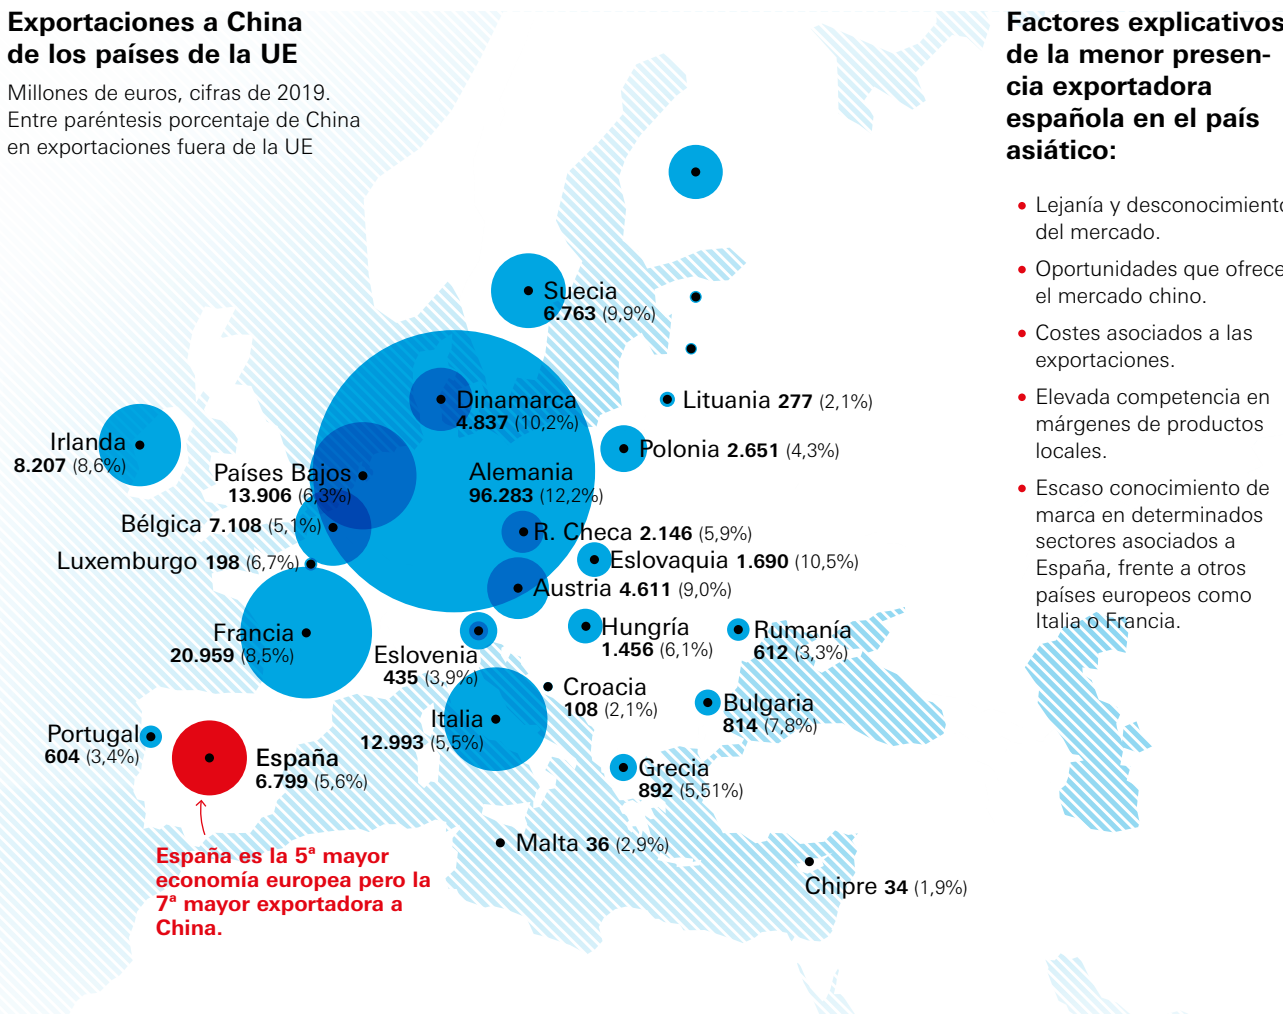 Exportaciones a China
de los países de la UE
Millones de euros, cifras de 2019.
Entre paréntesis porcentaje de China
en exportaciones fuera de la UE
Suecia
6.763 (9,9%)
Dinamarca
4.837 (10,2%)
Lituania 277 (2,1%)
Irlanda
8.207 (8,6%)
Polonia 2.651 (4,3%)
Países Bajos
13.906 (6,3%)
Alemania
96.283 (12,2%)
Bélgica 7.108 (5,1%)
R. Checa 2.146 (5,9%)
Luxemburgo 198 (6,7%)
Eslovaquia 1.690 (10,5%)
Austria 4.611 (9,0%)
Francia
20.959 (8,5%)
Eslovenia
435 (3,9%)
Hungría
1.456 (6,1%)
Rumanía
612 (3,3%)
Croacia
108 (2,1%)
Bulgaria
814 (7,8%)
Italia
12.993 (5,5%)
Portugal
604 (3,4%)
España
6.799 (5,6%)
Grecia
892 (5,51%)
Malta 36 (2,9%)
Chipre 34 (1,9%)
España es la 5ª mayor
economía europea pero la
7ª mayor exportadora a
China.
Factores explicativos
de la menor presen-
cia exportadora
española en el país
asiático:
• Lejanía y desconocimiento
del mercado.
• Oportunidades que ofrece
el mercado chino.
• Costes asociados a las
exportaciones.
• Elevada competencia en
márgenes de productos
locales.
• Escaso conocimiento de
marca en determinados
sectores asociados a
España, frente a otros
países europeos como
Italia o Francia.